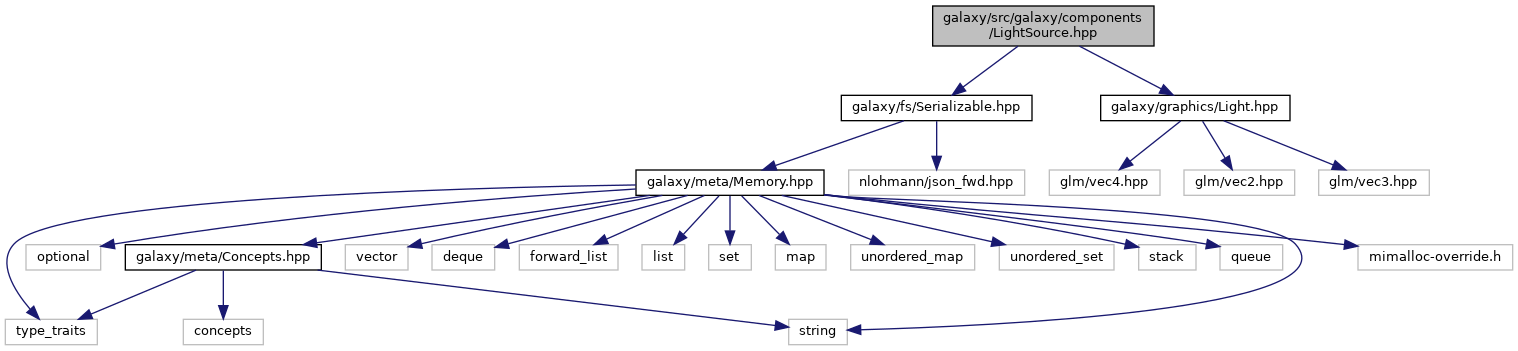 galaxy/src/galaxy/components
/LightSource.hpp
galaxy/fs/Serializable.hpp
galaxy/graphics/Light.hpp
galaxy/meta/Memory.hpp
nlohmann/json_fwd.hpp
glm/vec4.hpp
glm/vec2.hpp
glm/vec3.hpp
optional
galaxy/meta/Concepts.hpp
vector
deque
forward_list
list
set
map
unordered_map
unordered_set
stack
queue
mimalloc-override.h
type_traits
concepts
string